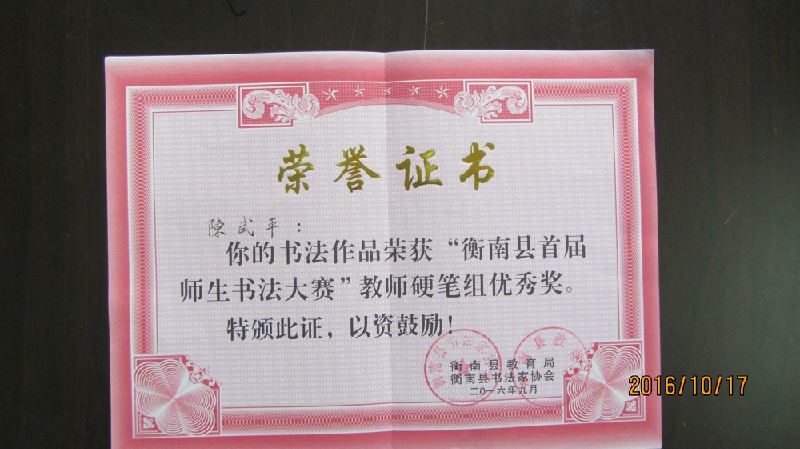 荣誉证书
陈武平：
你的书法作品荣获“衡南县首届
师生书法大赛”教师硬笔组优秀奖。
特颁此证，以资鼓励！
衡南县教育局
衡南县书法家协会
二〇一六年九月
2016/10/17